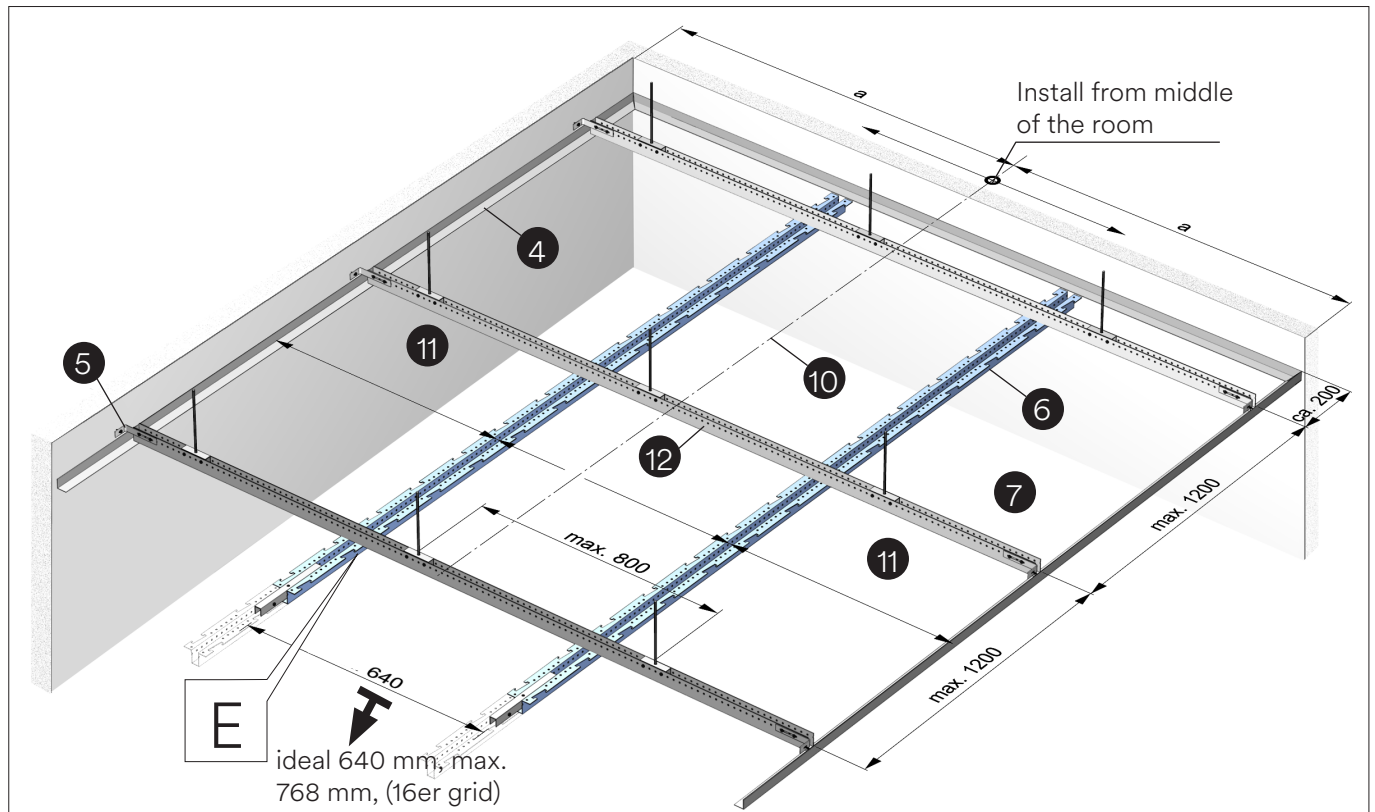 a
Install from middle
of the room
a
4
5
11
10
6
ca. 200
12
7
max. 1200
max. 800
11
max. 1200
640
E
ideal 640 mm, max.
768 mm, (16er grid)